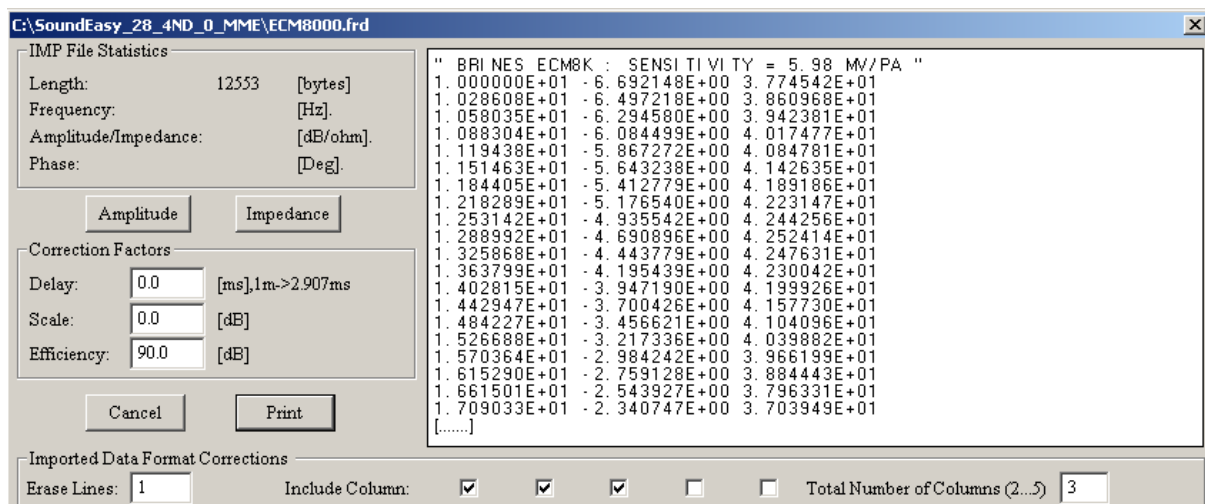 C:\SoundEasy_28_4ND_0_MME\ECM8000.frd
IMP File Statistics
Length: 12553 [bytes]
Frequency: [Hz].
Amplitude/Impedance: [dB/ohm].
Phase: [Deg].
Amplitude Impedance
Correction Factors
Delay: 0.0 [ms],1m->2.907ms
Scale: 0.0 [dB]
Efficiency: 90.0 [dB]
Cancel Print
" BRINES ECM8K : SENSITIVITY = 5.98 MV/PA "
1.000000E+01 -6.692148E+00 3.774542E+01
1.028608E+01 -6.497218E+00 3.860968E+01
1.058035E+01 -6.294580E+00 3.942381E+01
1.088304E+01 -6.084499E+00 4.017477E+01
1.119438E+01 -5.867272E+00 4.084781E+01
1.151463E+01 -5.643238E+00 4.142635E+01
1.184405E+01 -5.412779E+00 4.189186E+01
1.218289E+01 -5.176540E+00 4.223147E+01
1.253142E+01 -4.935542E+00 4.244256E+01
1.288992E+01 -4.690896E+00 4.252414E+01
1.325868E+01 -4.443779E+00 4.247631E+01
1.363799E+01 -4.195439E+00 4.230042E+01
1.402815E+01 -3.947190E+00 4.199926E+01
1.442947E+01 -3.700426E+00 4.157730E+01
1.484227E+01 -3.456621E+00 4.104096E+01
1.526688E+01 -3.217336E+00 4.039882E+01
1.570364E+01 -2.984242E+00 3.966199E+01
1.615290E+01 -2.759128E+00 3.884443E+01
1.661501E+01 -2.543927E+00 3.796331E+01
1.709033E+01 -2.340747E+00 3.703949E+01
[.......]
Imported Data Format Corrections
Erase Lines: 1 Include Column: Total Number of Columns (2...5) 3